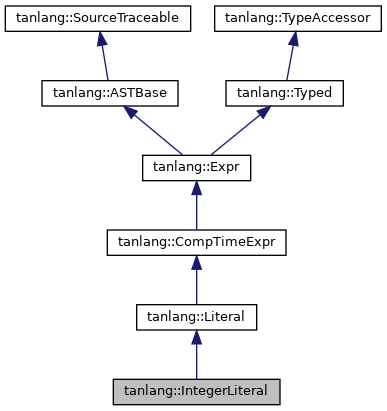 tanlang::SourceTraceable
tanlang::TypeAccessor
tanlang::ASTBase
tanlang::Typed
tanlang::Expr
tanlang::CompTimeExpr
tanlang::Literal
tanlang::IntegerLiteral